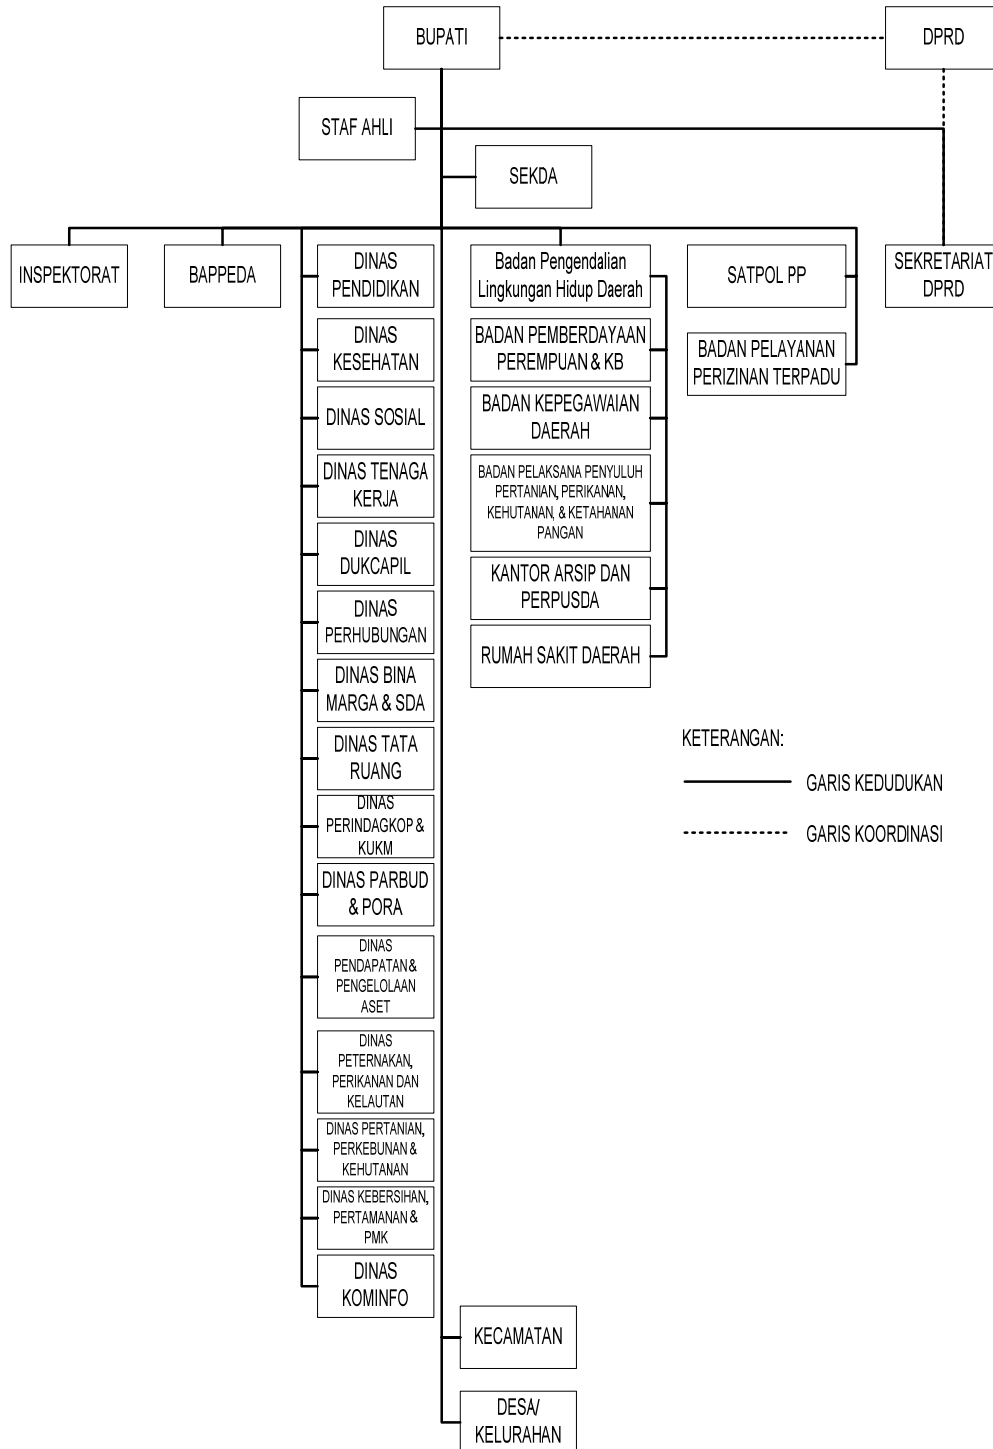 BUPATI
DPRD
STAF AHLI
SEKDA
INSPEKTORAT
BAPPEDA
DINAS
PENDIDIKAN
Badan Pengendalian
Lingkungan Hidup Daerah
SATPOL PP
SEKRETARIAT
DPRD
DINAS
KESEHATAN
BADAN PEMBERDAYAAN
PEREMPUAN & KB
BADAN PELAYANAN
PERIZINAN TERPADU
DINAS SOSIAL
BADAN KEPEGAWAIAN
DAERAH
DINAS TENAGA
KERJA
BADAN PELAKSANA PENYULUH
PERTANIAN, PERIKANAN,
KEHUTANAN, & KETAHANAN
PANGAN
DINAS
DUKCAPIL
KANTOR ARSIP DAN
PERPUSDA
DINAS
PERHUBUNGAN
RUMAH SAKIT DAERAH
DINAS BINA
MARGA & SDA
DINAS TATA
RUANG
DINAS
PERINDAGKOP &
KUKM
DINAS PARBUD
& PORA
DINAS
PENDAPATAN &
PENGELOLAAN
ASET
DINAS
PETERNAKAN,
PERIKANAN DAN
KELAUTAN
DINAS PERTANIAN,
PERKEBUNAN &
KEHUTANAN
DINAS KEBERSIHAN,
PERTAMANAN &
PMK
DINAS
KOMINFO
KECAMATAN
DESA/
KELURAHAN
KETERANGAN:
GARIS KEDUDUKAN
GARIS KOORDINASI